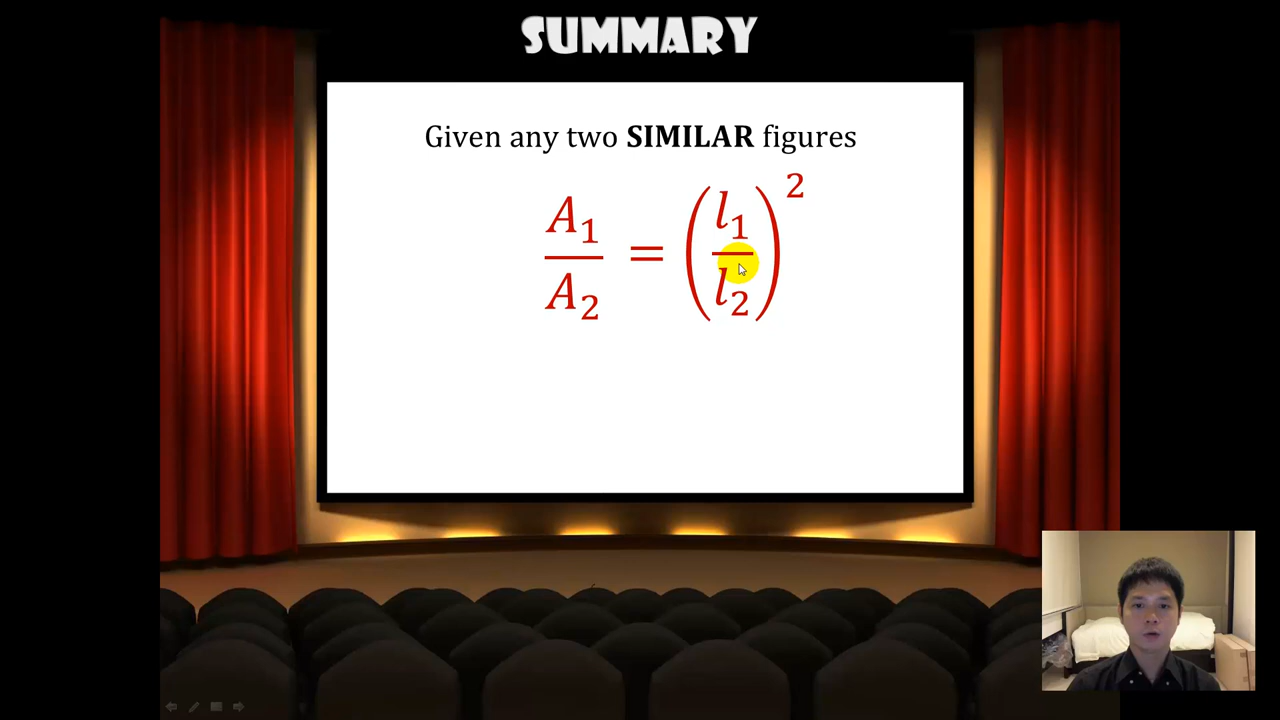 SUMMARY
Given any two SIMILAR figures
A₁/A₂ = (l₁/l₂)²